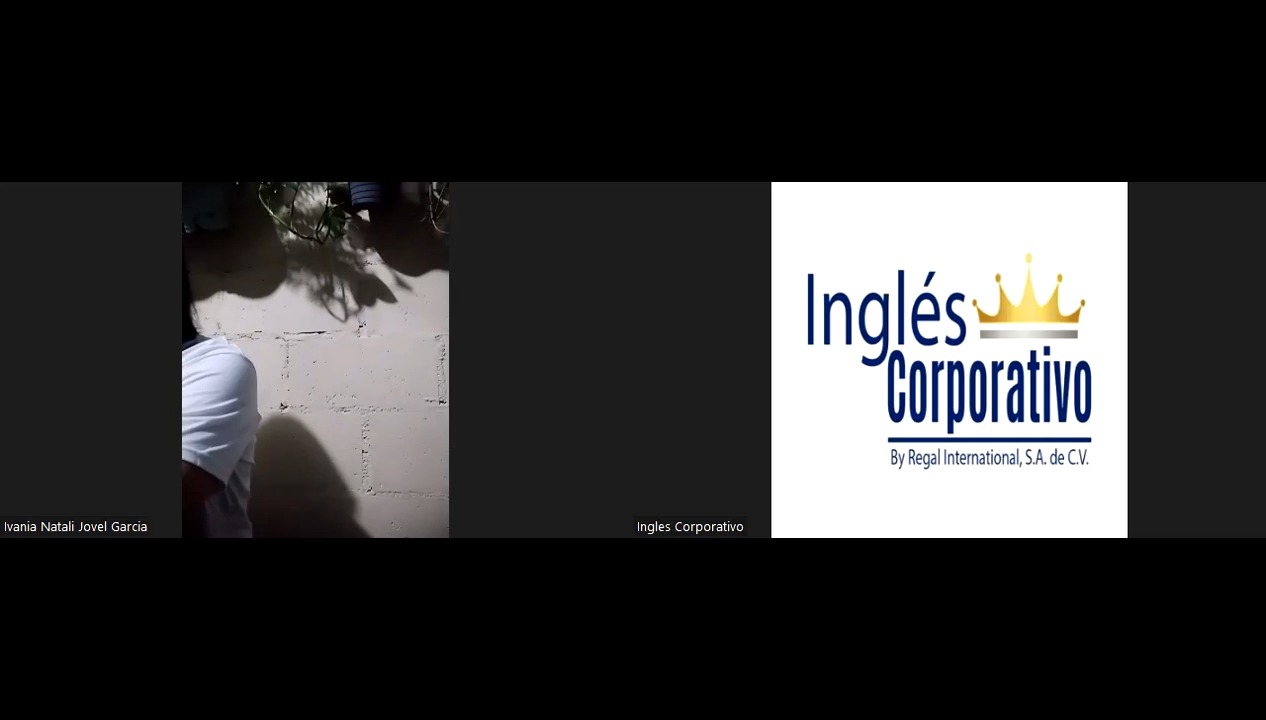 Inglés
Corporativo
By Regal International, S.A. de C.V.
Ivania Natali Jovel Garcia
Ingles Corporativo